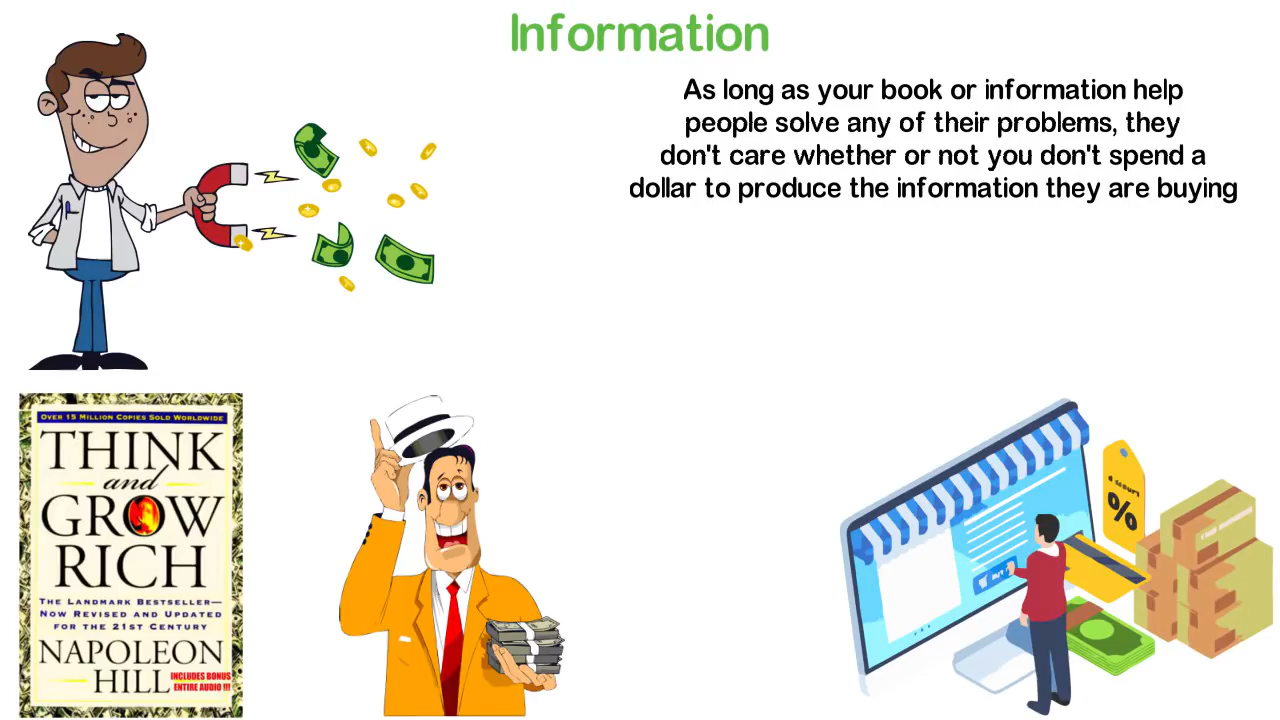 Information
As long as your book or information help
people solve any of their problems, they
don't care whether or not you don't spend a
dollar to produce the information they are buying
OVER 15 MILLION COPIES SOLD WORLDWIDE
THINK
and
GROW
RICH
THE LANDMARK BESTSELLER—
NOW REVISED AND UPDATED
FOR THE 21ST CENTURY
NAPOLEON
HILL
INCLUDES BONUS
ENTIRE AUDIO !!!
%